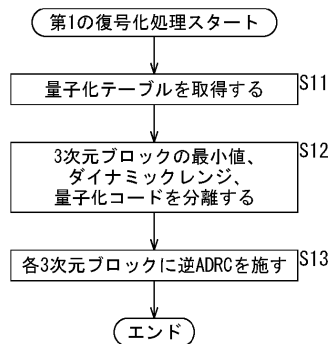 第1の復号化処理スタート
量子化テーブルを取得する
S11
3次元ブロックの最小値、
ダイナミックレンジ、
量子化コードを分離する
S12
各3次元ブロックに逆ADRCを施す
S13
エンド